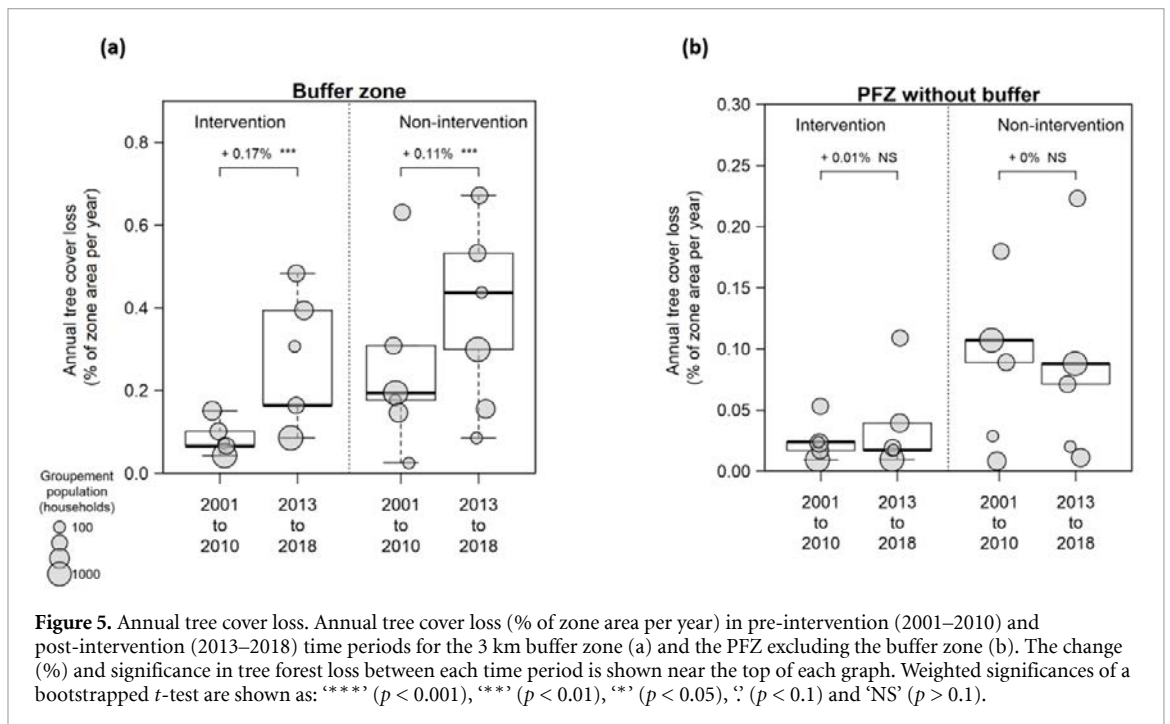 (a)
Buffer zone
Annual tree cover loss
(% of zone area per year)
0.8
0.6
0.4
0.2
0.0
Intervention
Non-intervention
+ 0.17% ***
+ 0.11% ***
2001
to
2010
2013
to
2018
2001
to
2010
2013
to
2018
Groupement
population
(households)
100
1000
(b)
PFZ without buffer
Annual tree cover loss
(% of zone area per year)
0.30
0.25
0.20
0.15
0.10
0.05
0.00
Intervention
Non-intervention
+ 0.01% NS
+ 0% NS
2001
to
2010
2013
to
2018
2001
to
2010
2013
to
2018
Figure 5. Annual tree cover loss. Annual tree cover loss (% of zone area per year) in pre-intervention (2001–2010) and
post-intervention (2013–2018) time periods for the 3 km buffer zone (a) and the PFZ excluding the buffer zone (b). The change
(%) and significance in tree forest loss between each time period is shown near the top of each graph. Weighted significances of a
bootstrapped t-test are shown as: ‘***’ (p < 0.001), ‘**’ (p < 0.01), ‘*’ (p < 0.05), ‘.’ (p < 0.1) and ‘NS’ (p > 0.1).